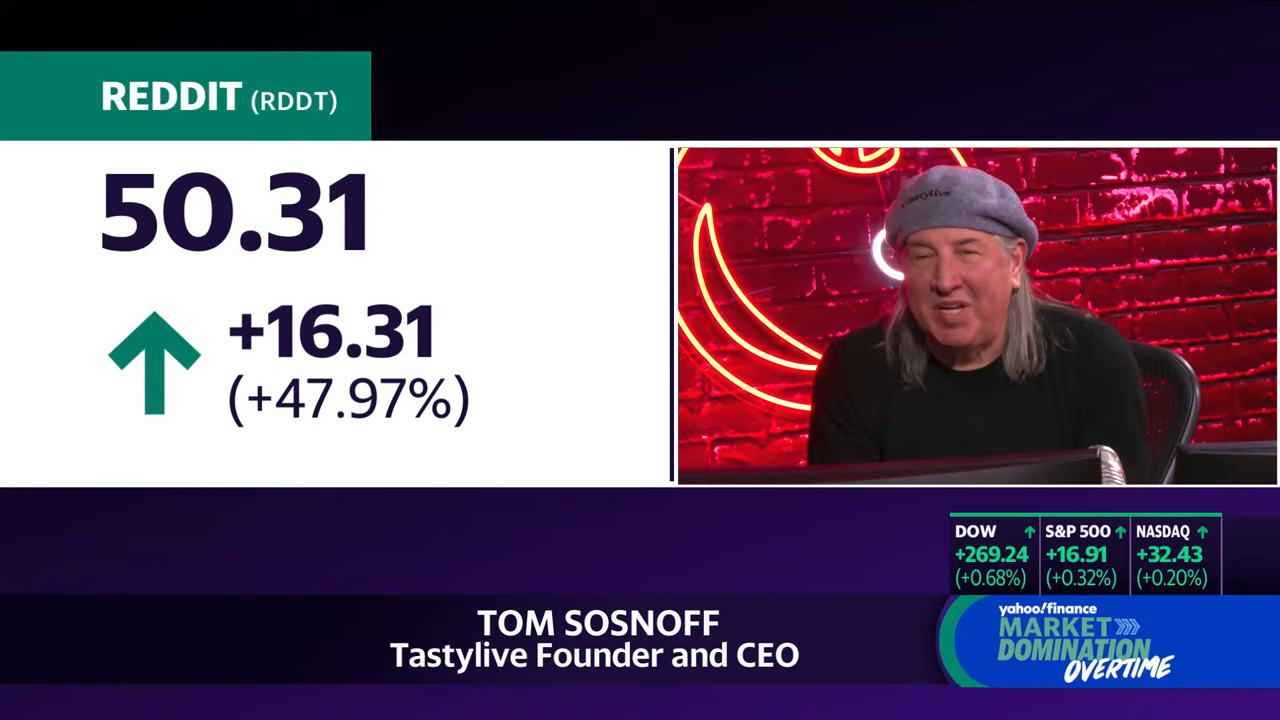 REDDIT (RDDT)
50.31
+16.31
(+47.97%)
tastylive
DOW
+269.24
(+0.68%)
S&P 500
+16.91
(+0.32%)
NASDAQ
+32.43
(+0.20%)
TOM SOSNOFF
Tastylive Founder and CEO
yahoo!finance
MARKET
DOMINATION
OVERTIME